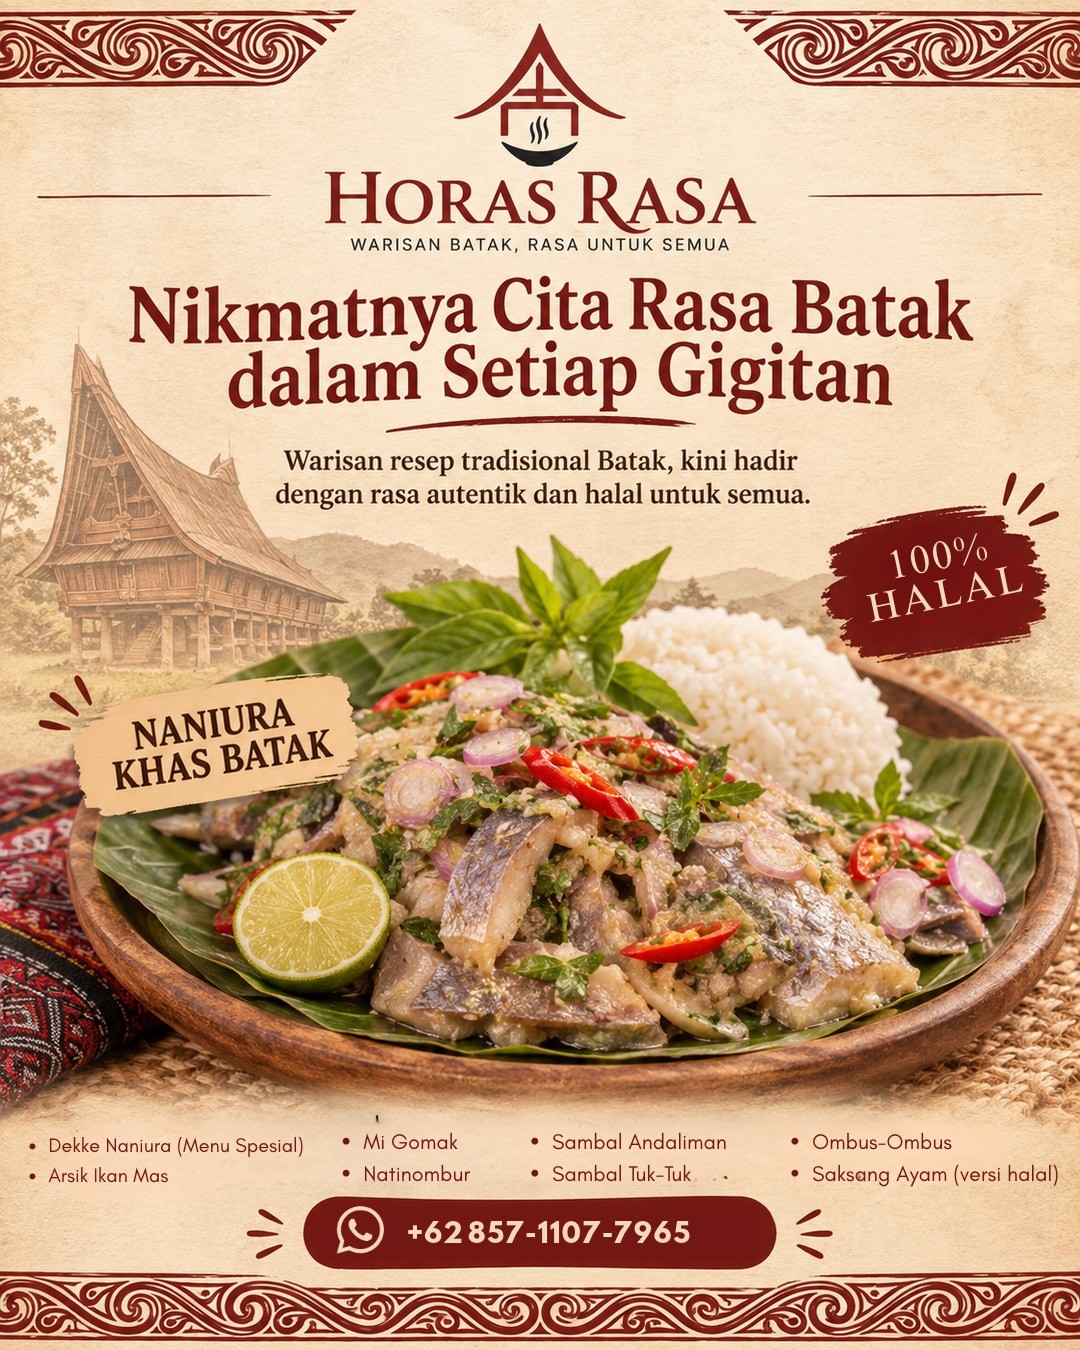 HORAS RASA
WARISAN BATAK, RASA UNTUK SEMUA
Nikmatnya Cita Rasa Batak
dalam Setiap Gigitan
Warisan resep tradisional Batak, kini hadir
dengan rasa autentik dan halal untuk semua.
100%
HALAL
NANIURA
KHAS BATAK
• Dekke Naniura (Menu Spesial)
• Arsik Ikan Mas
• Mi Gomak
• Natinombur
• Sambal Andaliman
• Sambal Tuk-Tuk
• Ombus-Ombus
• Saksang Ayam (versi halal)
+62 857-1107-7965